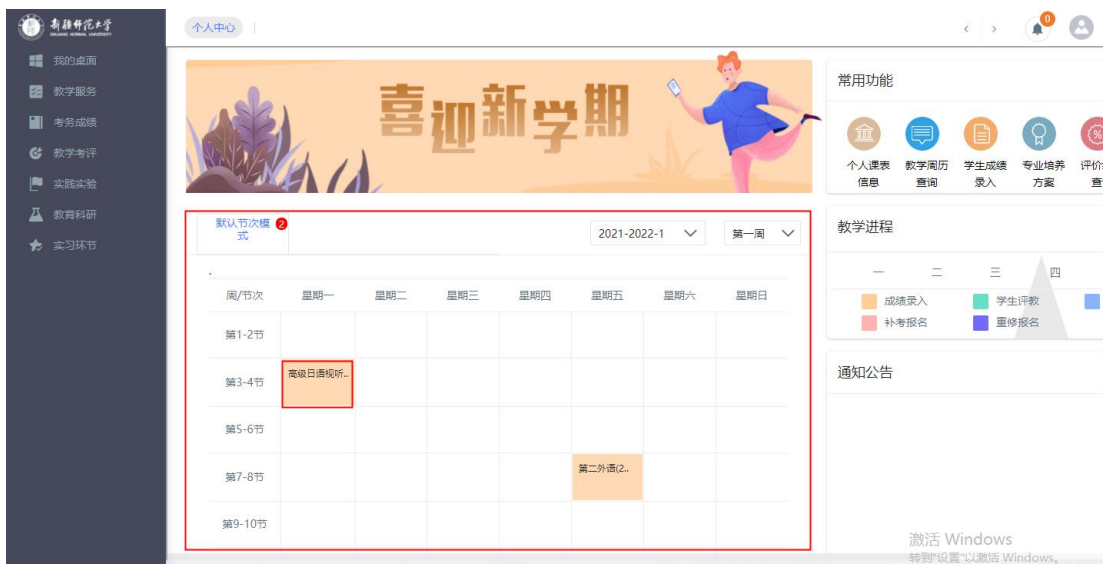 新疆师范大学
XINJIANG NORMAL UNIVERSITY
个人中心
0
我的桌面
教学服务
考务成绩
教学考评
实践实验
教育科研
实习环节
喜迎新学期
常用功能
个人课表
信息
教学周历
查询
学生成绩
录入
专业培养
方案
评价
查
默认节次模
式
2
2021-2022-1
第一周
.
周/节次 星期一 星期二 星期三 星期四 星期五 星期六 星期日
第1-2节
第3-4节 高级日语视听..
第5-6节
第7-8节 第二外语(2..
第9-10节
教学进程
一 二 三 四
成绩录入 学生评教
补考报名 重修报名
通知公告
激活 Windows
转到"设置"以激活 Windows。